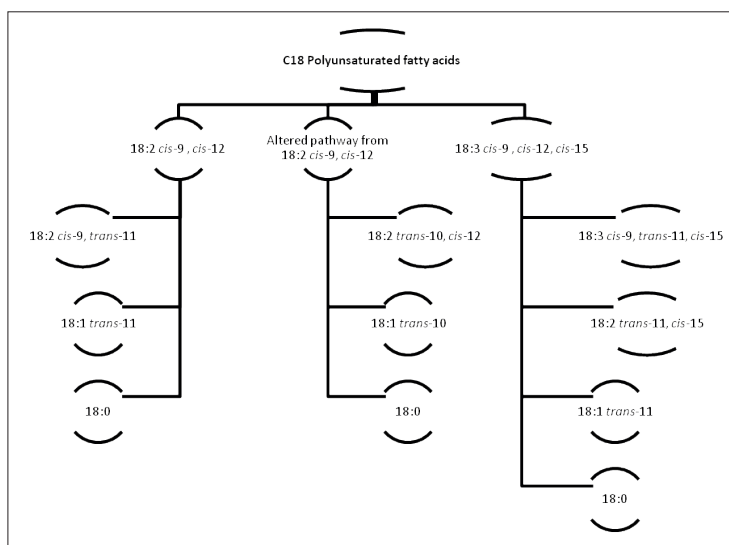 C18 Polyunsaturated fatty acids
18:2 cis-9 , cis-12
Altered pathway from
18:2 cis-9, cis-12
18:3 cis-9 , cis-12, cis-15
18:2 cis-9, trans-11
18:2 trans-10, cis-12
18:3 cis-9, trans-11, cis-15
18:1 trans-11
18:1 trans-10
18:2 trans-11, cis-15
18:0
18:0
18:1 trans-11
18:0